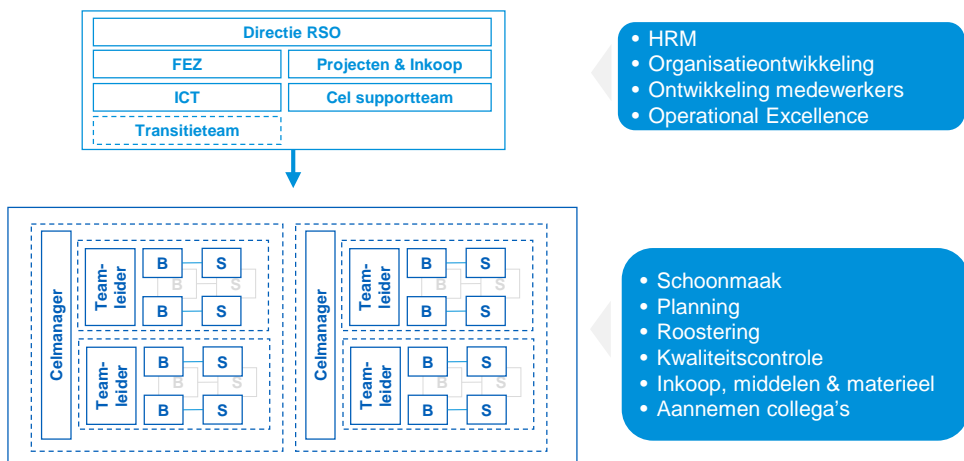 Directie RSO
FEZ
Projecten & Inkoop
ICT
Cel supportteam
Transitieteam
• HRM
• Organisatieontwikkeling
• Ontwikkeling medewerkers
• Operational Excellence
Celmanager
Team-
leider
B
S
B
S
B
S
Team-
leider
B
S
B
S
B
S
Celmanager
Team-
leider
B
S
B
S
B
S
Team-
leider
B
S
B
S
B
S
• Schoonmaak
• Planning
• Roostering
• Kwaliteitscontrole
• Inkoop, middelen & materieel
• Aannemen collega's